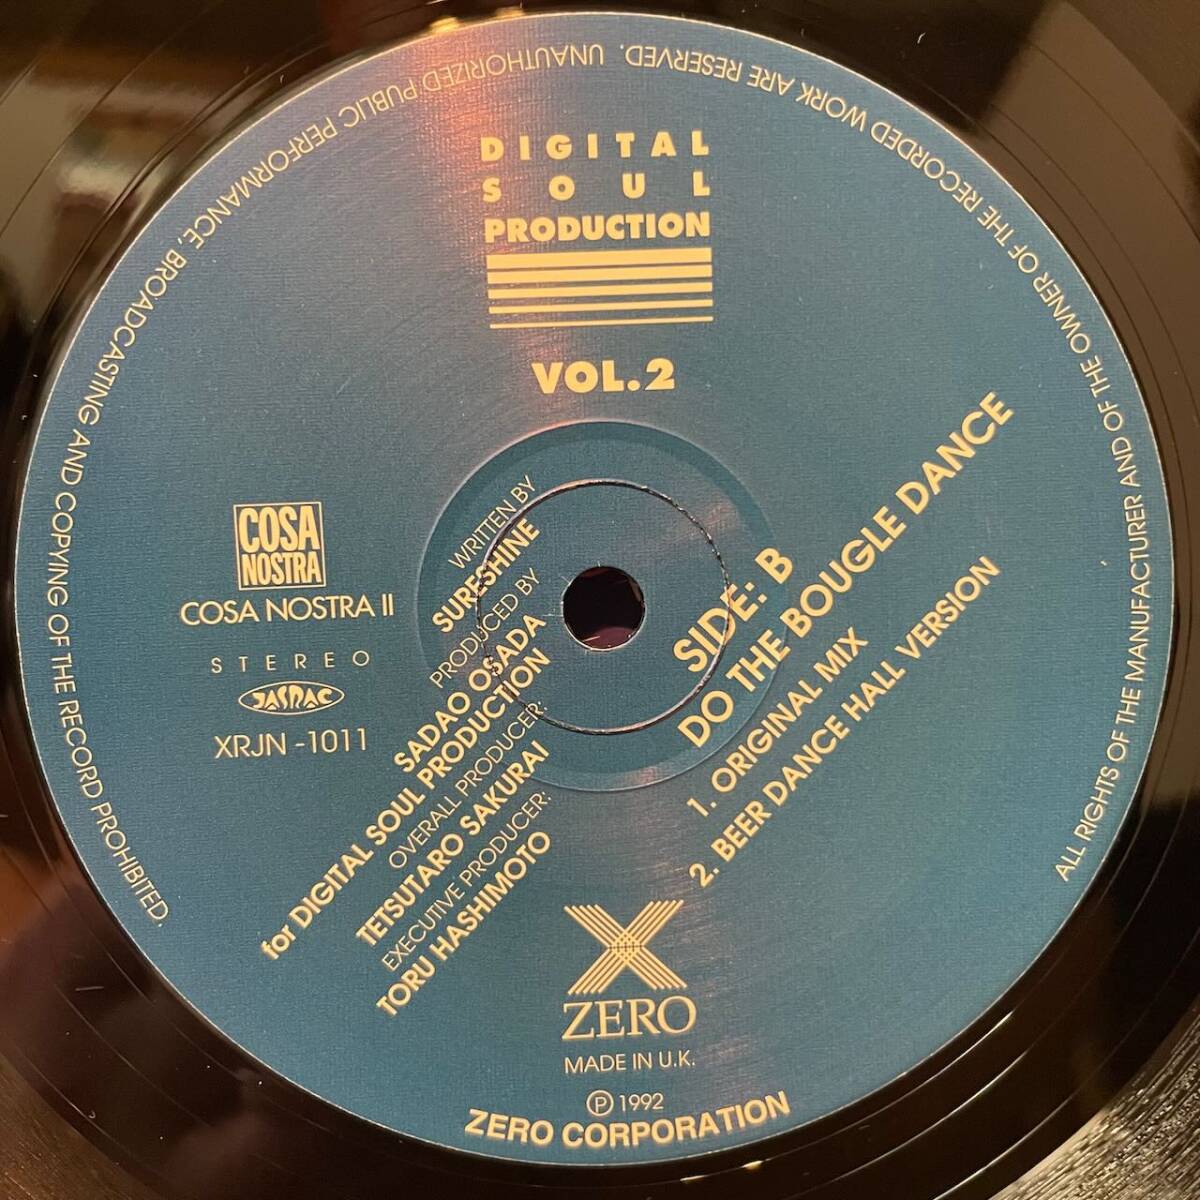 DIGITAL
SOUL
PRODUCTION
VOL.2
COSA
NOSTRA
COSA NOSTRA II
STEREO
JASRAC
XRJN -1011
WRITTEN BY
SURESHINE
PRODUCED BY
SADAO OSADA
for DIGITAL SOUL PRODUCTION
OVERALL PRODUCER:
TETSUTARO SAKURAI
EXECUTIVE PRODUCER:
TORU HASHIMOTO
SIDE: B
DO THE BOUGLE DANCE
1. ORIGINAL MIX
2. BEER DANCE HALL VERSION
ZERO
MADE IN U.K.
Ⓟ 1992
ZERO CORPORATION
ALL RIGHTS OF THE MANUFACTURER AND OF THE OWNER OF THE RECORDED WORK ARE RESERVED. UNAUTHORIZED PUBLIC PERFORMANCE, BROADCASTING AND COPYING OF THE RECORD PROHIBITED.